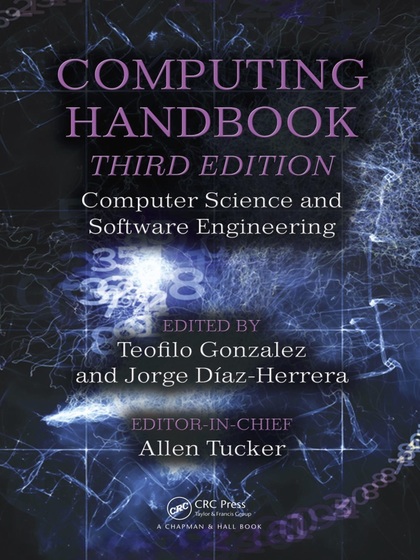 COMPUTING
HANDBOOK
THIRD EDITION
Computer Science and
Software Engineering
EDITED BY
Teofilo Gonzalez
and Jorge Díaz-Herrera
EDITOR-IN-CHIEF
Allen Tucker
CRC CRC Press
Taylor & Francis Group
A CHAPMAN & HALL BOOK